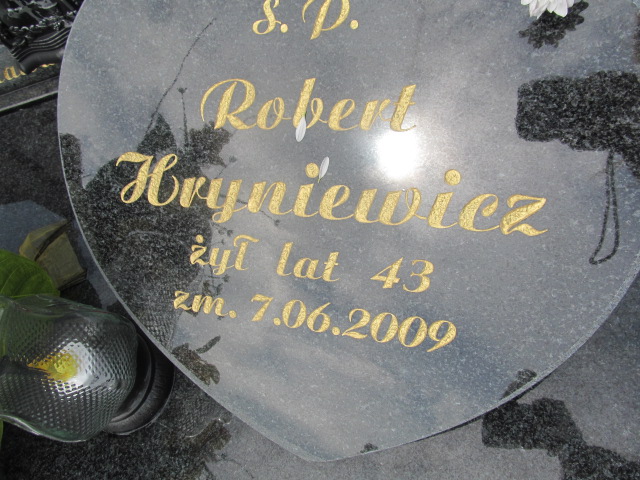 ś. P.
Robert
Hryniewicz
żył lat 43
zm. 7.06.2009